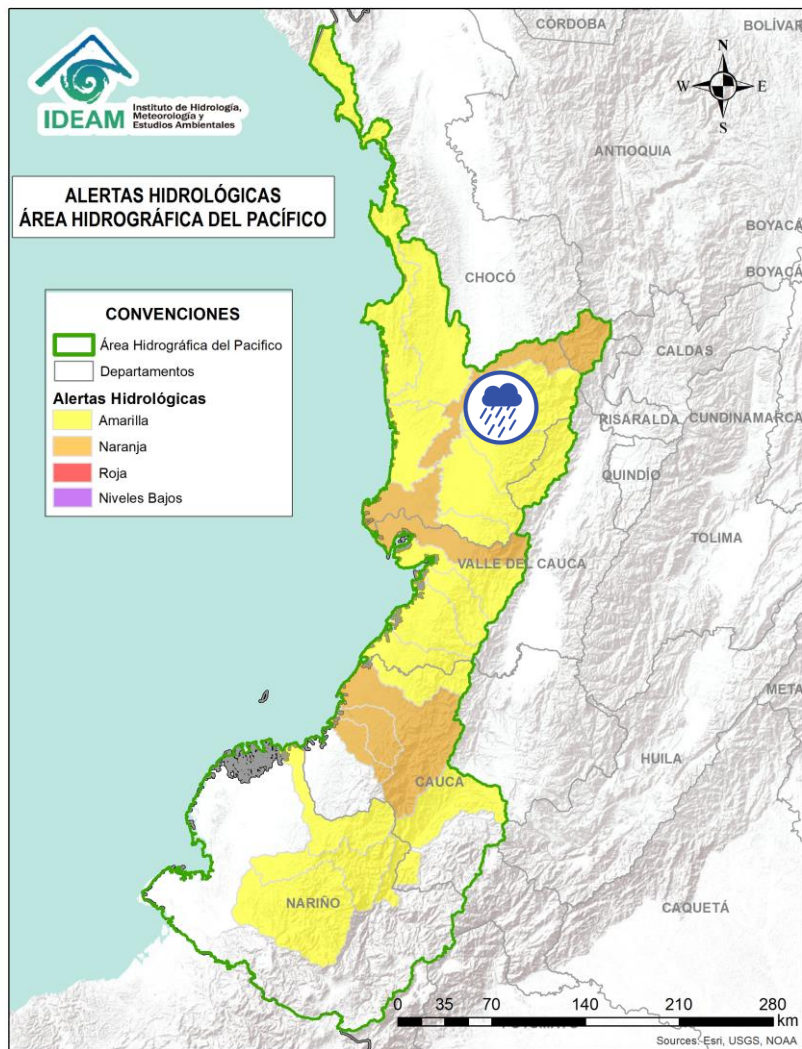 CÓRDOBA
BOLÍVAR
N
W E
S
IDEAM
Instituto de Hidrología,
Meteorología y
Estudios Ambientales
ANTIOQUIA
ALERTAS HIDROLÓGICAS
ÁREA HIDROGRÁFICA DEL PACÍFICO
BOYACÁ
BOYACÁ
CHOCÓ
CONVENCIONES
Área Hidrográfica del Pacifico
Departamentos
Alertas Hidrológicas
Amarilla
Naranja
Roja
Niveles Bajos
CALDAS
RISARALDA
CUNDINAMARCA
QUINDÍO
TOLIMA
VALLE DEL CAUCA
META
HUILA
CAUCA
NARIÑO
CAQUETÁ
0 35 70 140 210 280
km
Sources: Esri, USGS, NOAA